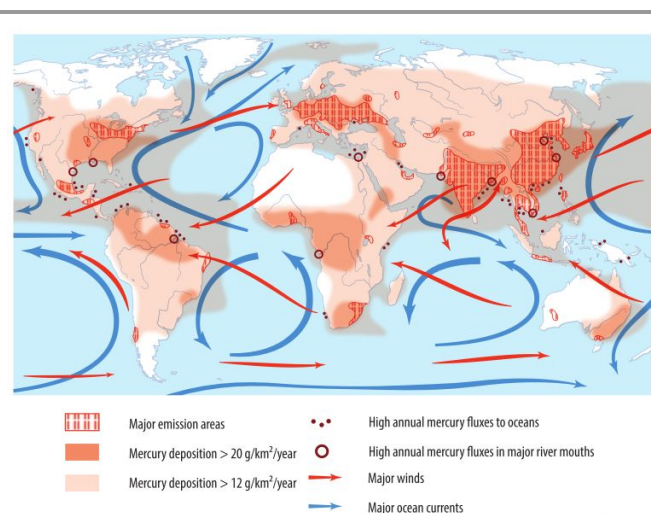 Major emission areas
Mercury deposition > 20 g/km²/year
Mercury deposition > 12 g/km²/year
High annual mercury fluxes to oceans
High annual mercury fluxes in major river mouths
Major winds
Major ocean currents